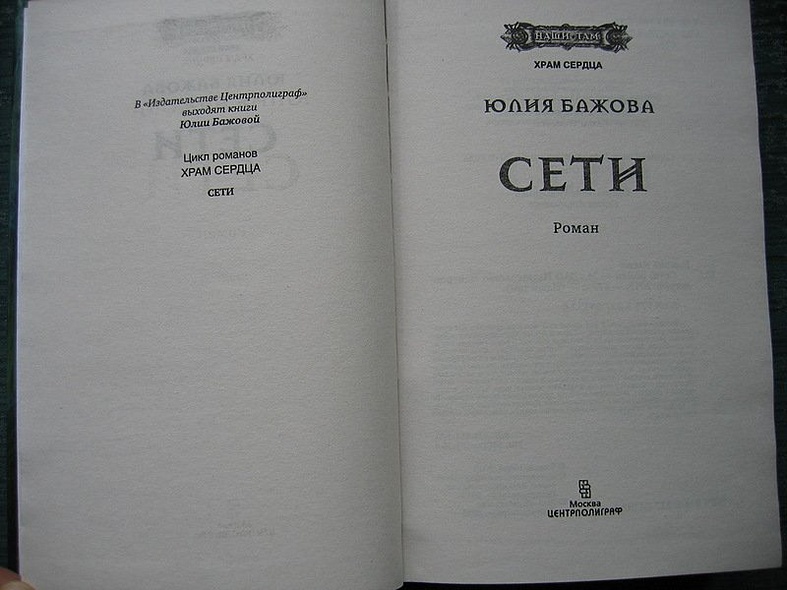 В «Издательстве Центрполиграф»
выходят книги
Юлии Бажовой
Цикл романов
ХРАМ СЕРДЦА
СЕТИ
НАШИ ТАМ
ХРАМ СЕРДЦА
ЮЛИЯ БАЖОВА
СЕТИ
Роман
Москва
ЦЕНТРПОЛИГРАФ